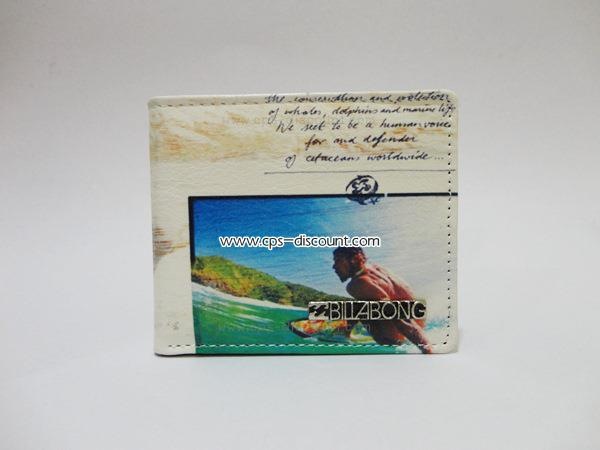 the conservation and protection
of whales, dolphins and marine life
We seek to be a human voice
for and defender
of cetaceans worldwide...
www.cps-discount.com
BILLABONG